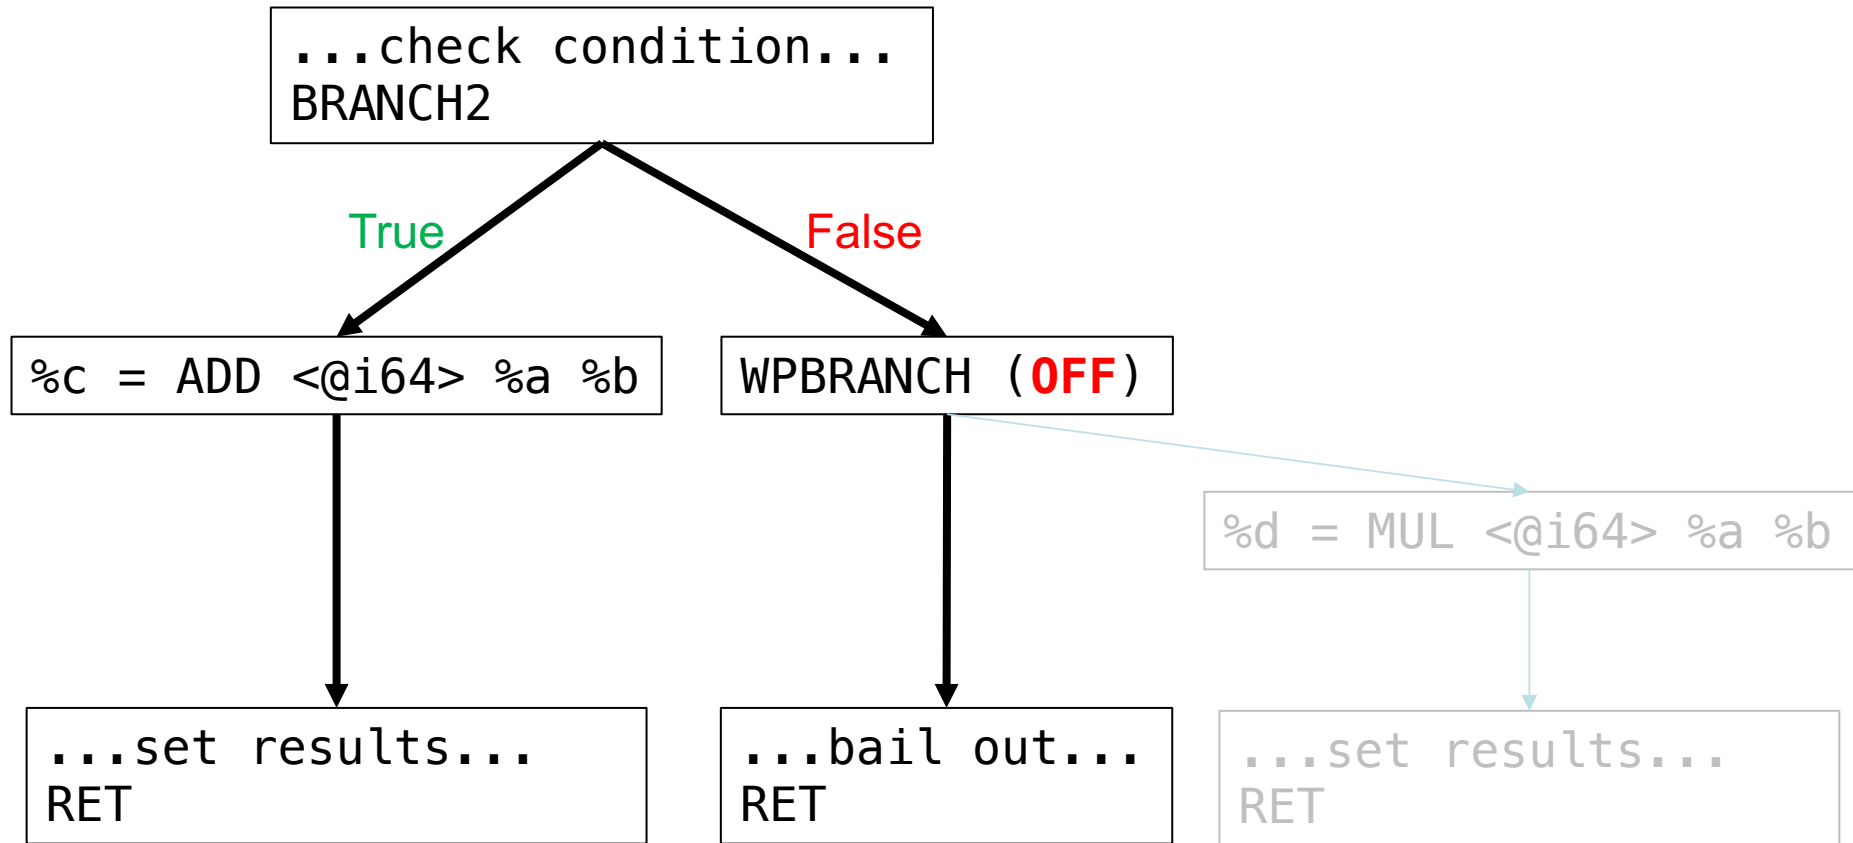 ...check condition...
BRANCH2
True
False
%c = ADD <@i64> %a %b
WPBRANCH (OFF)
%d = MUL <@i64> %a %b
...set results...
RET
...bail out...
RET
...set results...
RET